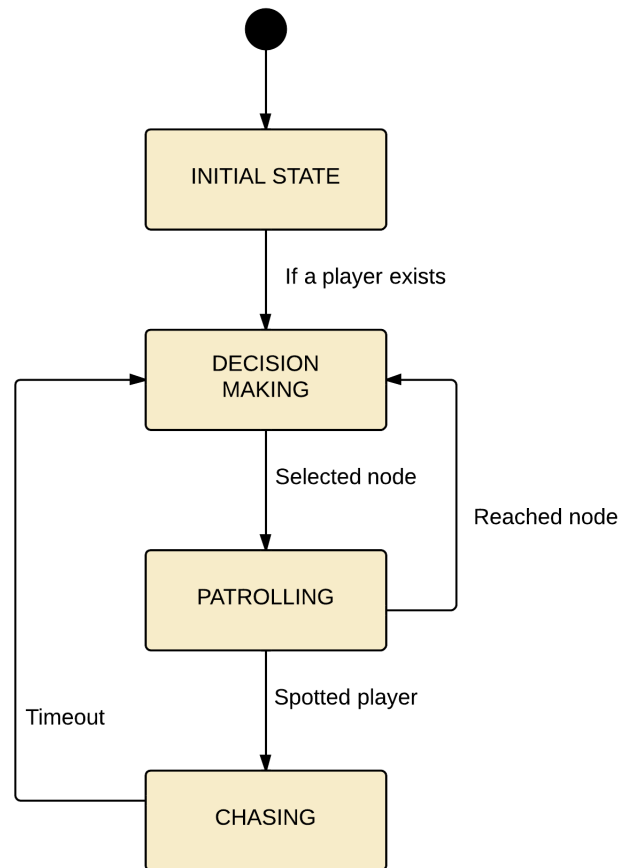 INITIAL STATE
If a player exists
DECISION
MAKING
Selected node
Reached node
PATROLLING
Spotted player
Timeout
CHASING